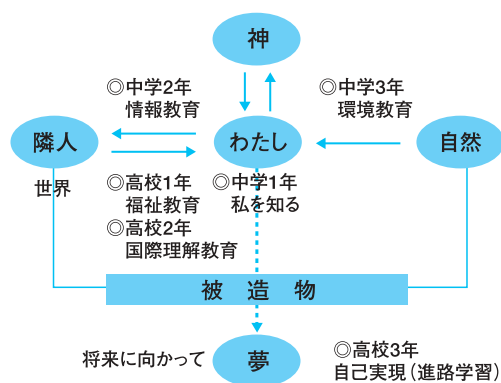 神
◎中学2年
情報教育
◎中学3年
環境教育
隣人
わたし
自然
世界
◎高校1年
福祉教育
◎高校2年
国際理解教育
◎中学1年
私を知る
被造物
将来に向かって
夢
◎高校3年
自己実現（進路学習）